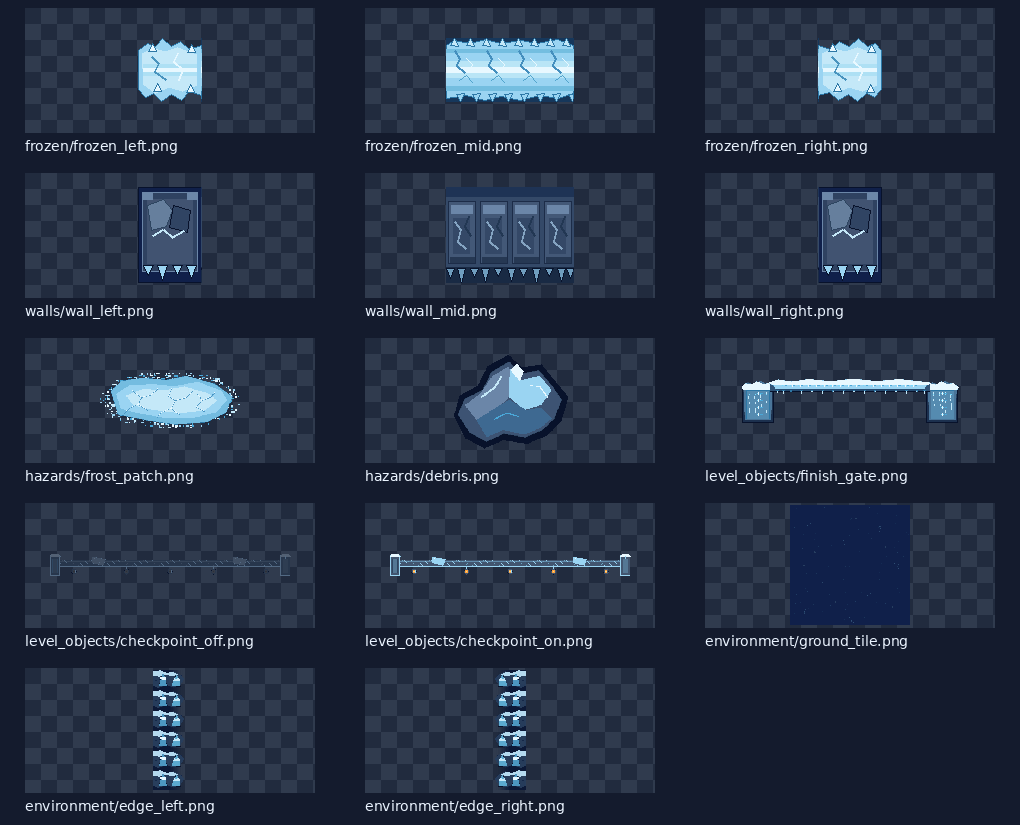 frozen/frozen_left.png
frozen/frozen_mid.png
frozen/frozen_right.png
walls/wall_left.png
walls/wall_mid.png
walls/wall_right.png
hazards/frost_patch.png
hazards/debris.png
level_objects/finish_gate.png
level_objects/checkpoint_off.png
level_objects/checkpoint_on.png
environment/ground_tile.png
environment/edge_left.png
environment/edge_right.png